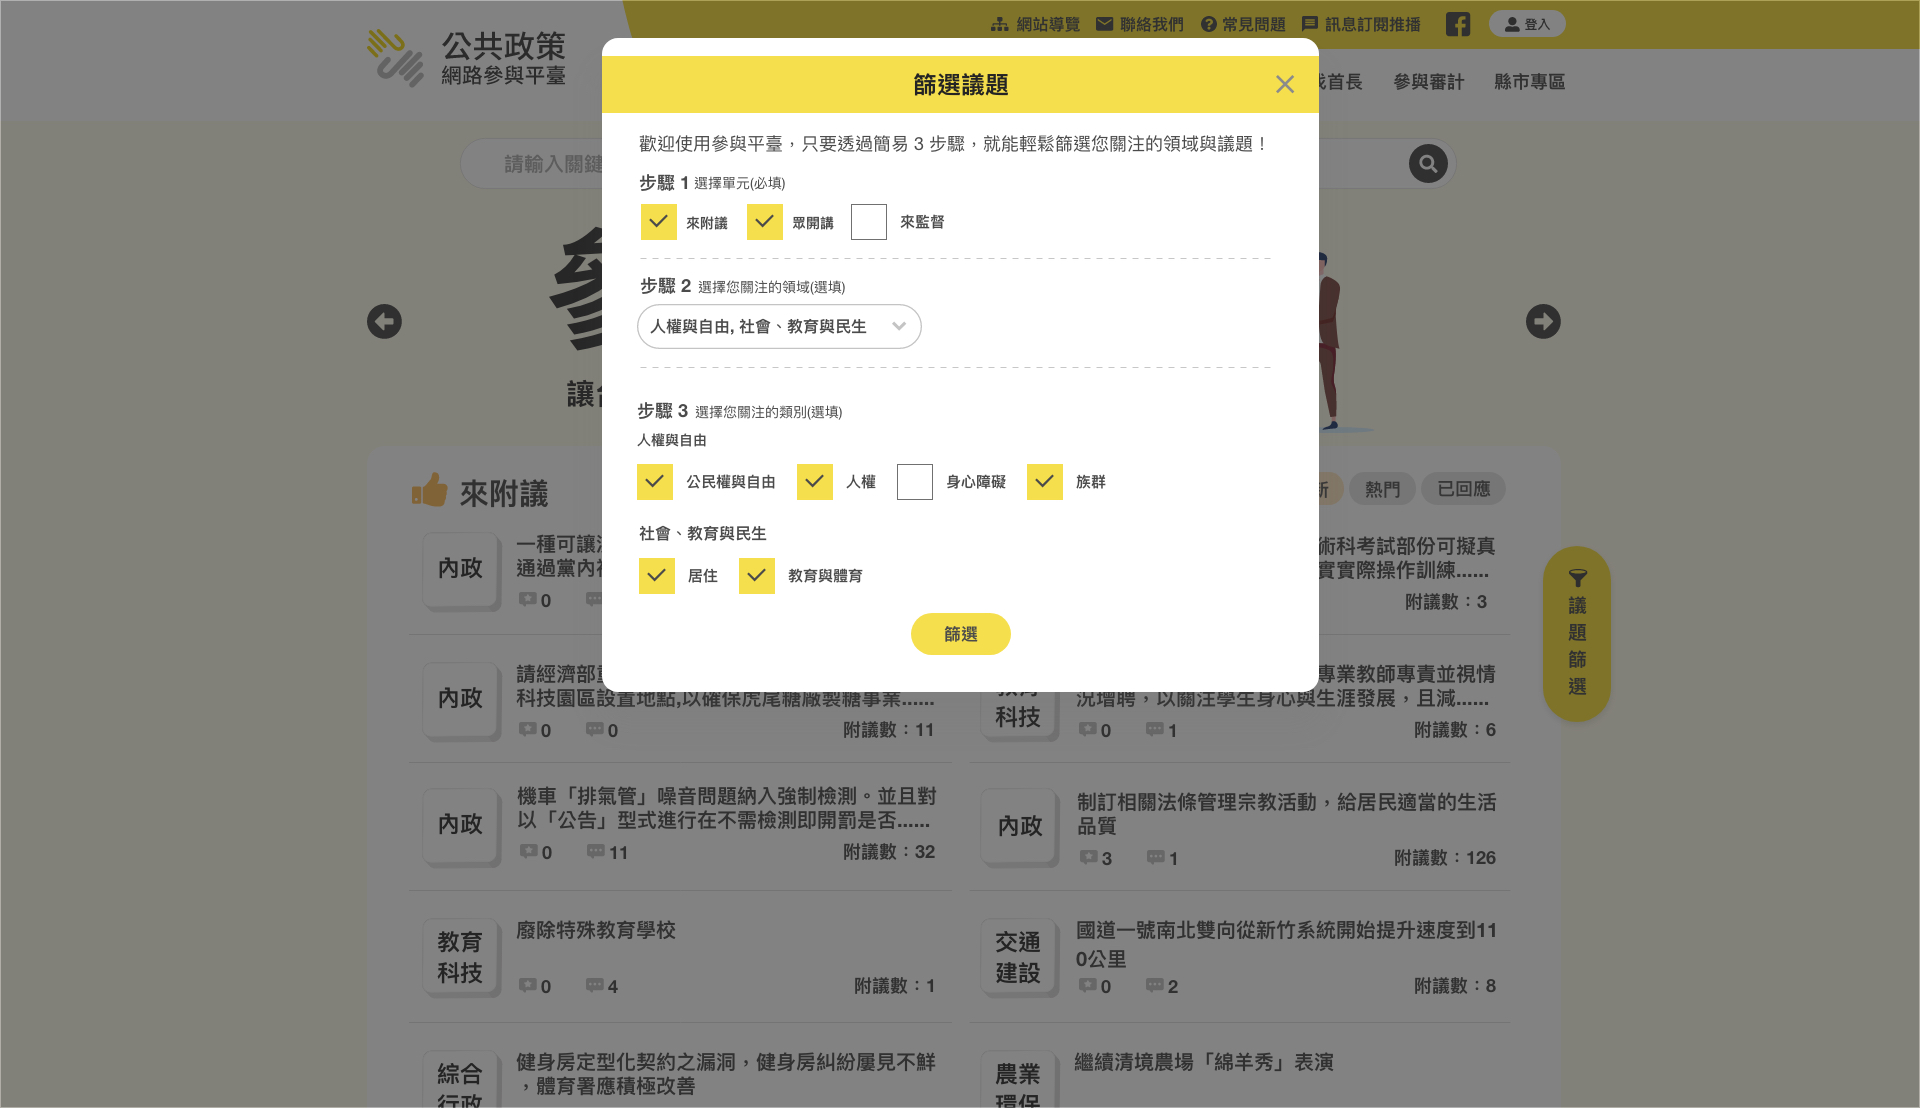 公共政策
網路參與平臺
網站導覽
聯絡我們
常見問題
訊息訂閱推播
登入
首長
參與審計
縣市專區
請輸入關鍵
參
讓
篩選議題
歡迎使用參與平臺，只要透過簡易 3 步驟，就能輕鬆篩選您關注的領域與議題！
步驟 1 選擇單元(必填)
來附議
眾開講
來監督
步驟 2 選擇您關注的領域(選填)
人權與自由, 社會、教育與民生
步驟 3 選擇您關注的類別(選填)
人權與自由
公民權與自由
人權
身心障礙
族群
社會、教育與民生
居住
教育與體育
篩選
來附議
新
熱門
已回應
內政
一種可讓
通過黨內
0
術科考試部份可擬真
實實際操作訓練......
附議數：3
議題篩選
內政
請經濟部
科技園區設置地點,以確保虎尾糖廠製糖事業......
0
0
附議數：11
科技
專業教師專責並視情
況增聘，以關注學生身心與生涯發展，且減......
0
1
附議數：6
內政
機車「排氣管」噪音問題納入強制檢測。並且對
以「公告」型式進行在不需檢測即開罰是否......
0
11
附議數：32
內政
制訂相關法條管理宗教活動，給居民適當的生活
品質
3
1
附議數：126
教育
科技
廢除特殊教育學校
0
4
附議數：1
交通
建設
國道一號南北雙向從新竹系統開始提升速度到11
0公里
0
2
附議數：8
綜合
行政
健身房定型化契約之漏洞，健身房糾紛屢見不鮮
，體育署應積極改善
農業
環保
繼續清境農場「綿羊秀」表演